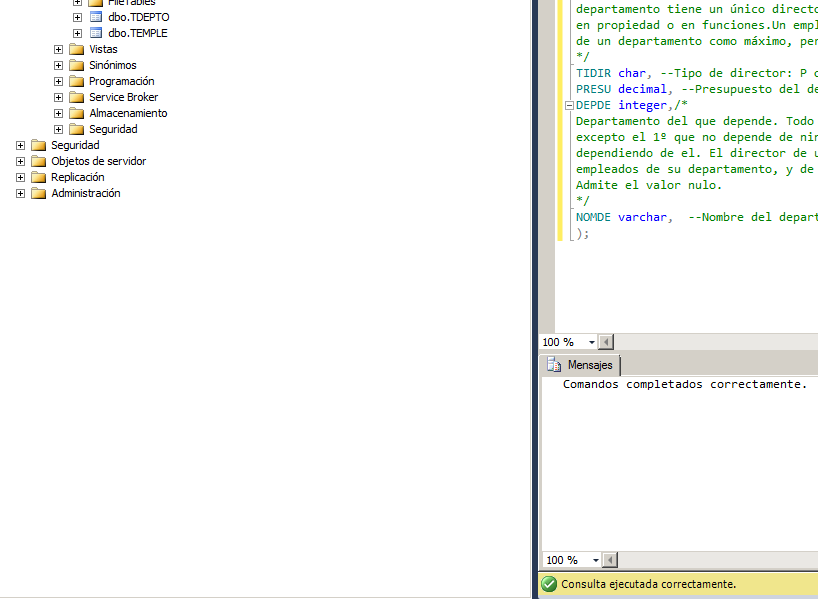 FileTables
dbo.TDEPTO
dbo.TEMPLE
Vistas
Sinónimos
Programación
Service Broker
Almacenamiento
Seguridad
Seguridad
Objetos de servidor
Replicación
Administración
departamento tiene un único directo
en propiedad o en funciones.Un empl
de un departamento como máximo, per
*/
TIDIR char, --Tipo de director: P o
PRESU decimal, --Presupuesto del de
DEPDE integer,/*
Departamento del que depende. Todo
excepto el 1º que no depende de nin
dependiendo de el. El director de u
empleados de su departamento, y de
Admite el valor nulo.
*/
NOMDE varchar,  --Nombre del depart
);
100 %
Mensajes
Comandos completados correctamente.
100 %
Consulta ejecutada correctamente.